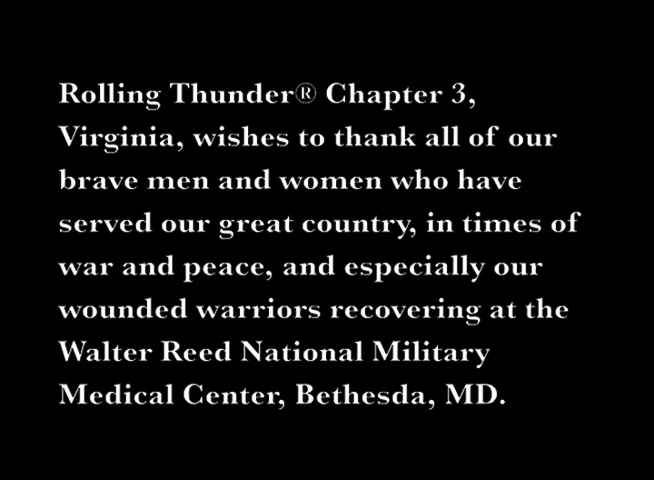 Rolling Thunder® Chapter 3,
Virginia, wishes to thank all of our
brave men and women who have
served our great country, in times of
war and peace, and especially our
wounded warriors recovering at the
Walter Reed National Military
Medical Center, Bethesda, MD.